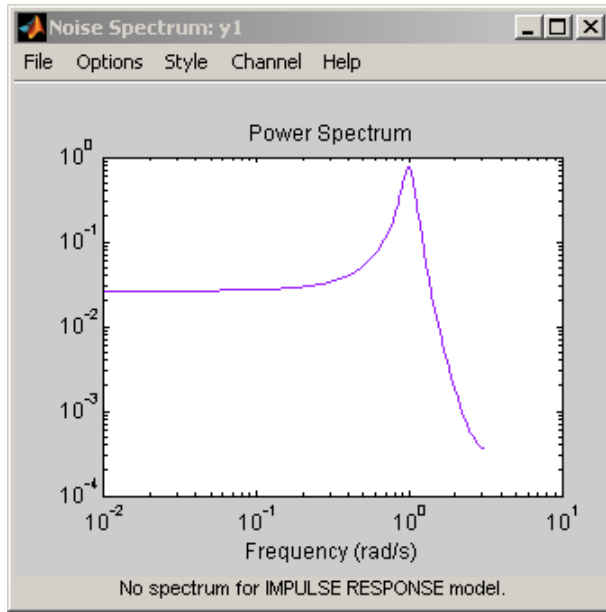 Noise Spectrum: y1
File Options Style Channel Help
Power Spectrum
10^0
10^-1
10^-2
10^-3
10^-4
10^-2 10^-1 10^0 10^1
Frequency (rad/s)
No spectrum for IMPULSE RESPONSE model.